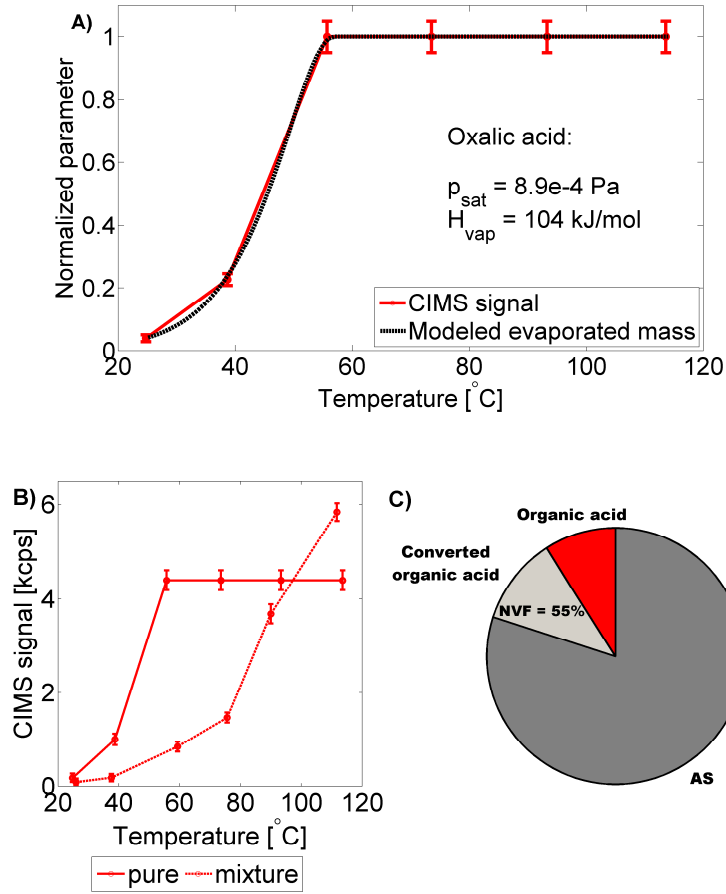 A)
1
0.8
0.6
0.4
0.2
0
Normalized parameter
Oxalic acid:
p_sat = 8.9e-4 Pa
H_vap = 104 kJ/mol
CIMS signal
Modeled evaporated mass
20 40 60 80 100 120
Temperature [°C]
B)
6
4
2
0
CIMS signal [kcps]
20 40 60 80 100 120
Temperature [°C]
pure mixture
C)
Organic acid
Converted
organic acid
NVF = 55%
AS